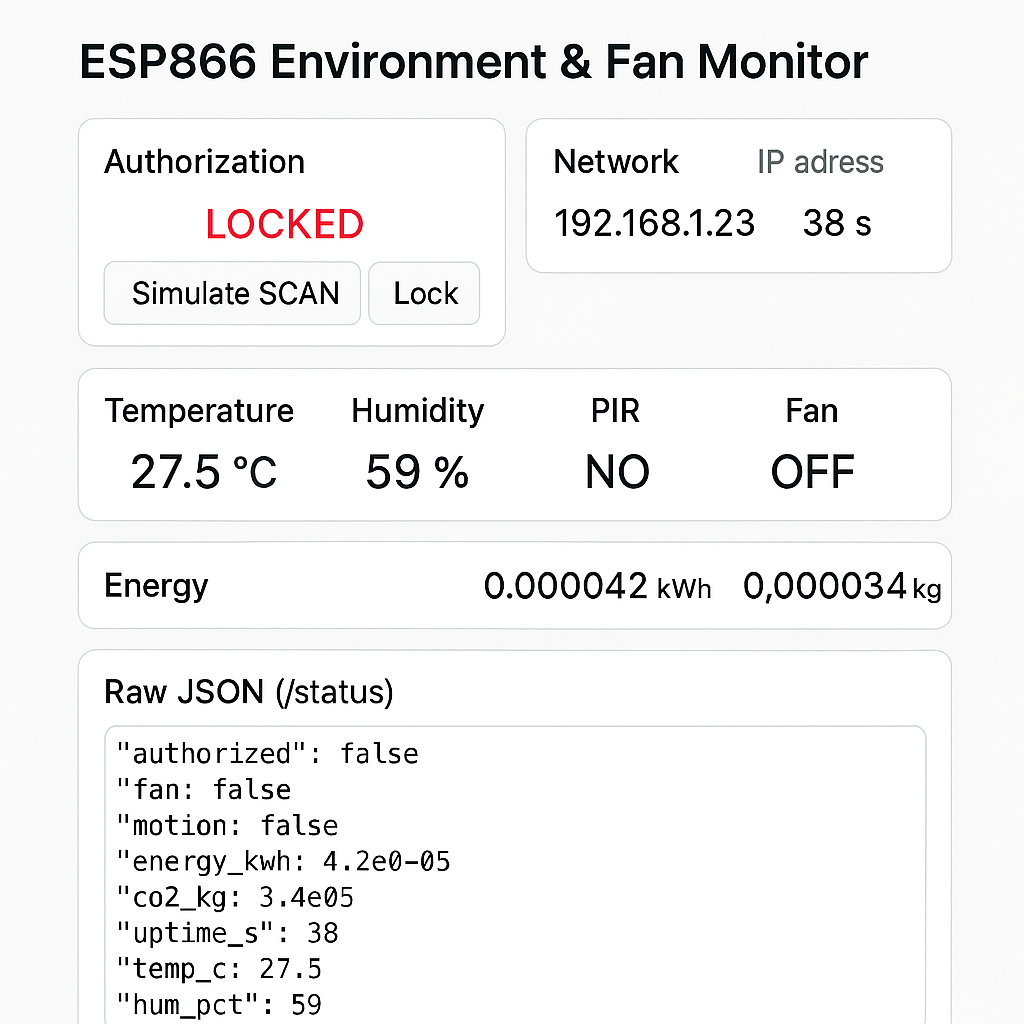 ESP866 Environment & Fan Monitor
Authorization
LOCKED
Simulate SCAN
Lock
Network IP adress
192.168.1.23 38 s
Temperature Humidity PIR Fan
27.5 °C 59 % NO OFF
Energy 0.000042 kWh 0,000034 kg
Raw JSON (/status)
"authorized": false
"fan: false
"motion: false
"energy_kwh: 4.2e0-05
"co2_kg: 3.4e05
"uptime_s": 38
"temp_c: 27.5
"hum_pct": 59